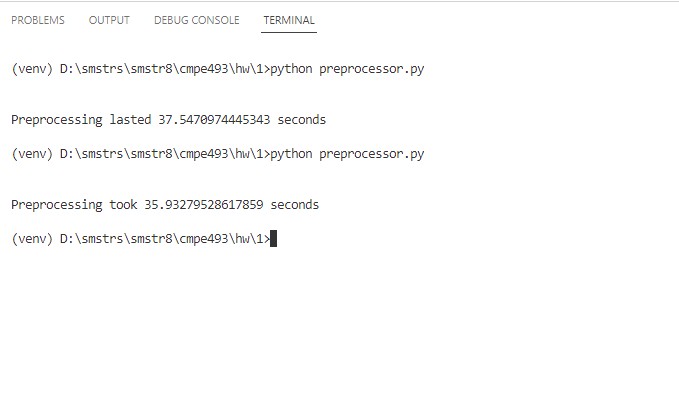 PROBLEMS OUTPUT DEBUG CONSOLE TERMINAL
(venv) D:\smstrs\smstr8\cmpe493\hw\1>python preprocessor.py
Preprocessing lasted 37.5470974445343 seconds
(venv) D:\smstrs\smstr8\cmpe493\hw\1>python preprocessor.py
Preprocessing took 35.93279528617859 seconds
(venv) D:\smstrs\smstr8\cmpe493\hw\1>